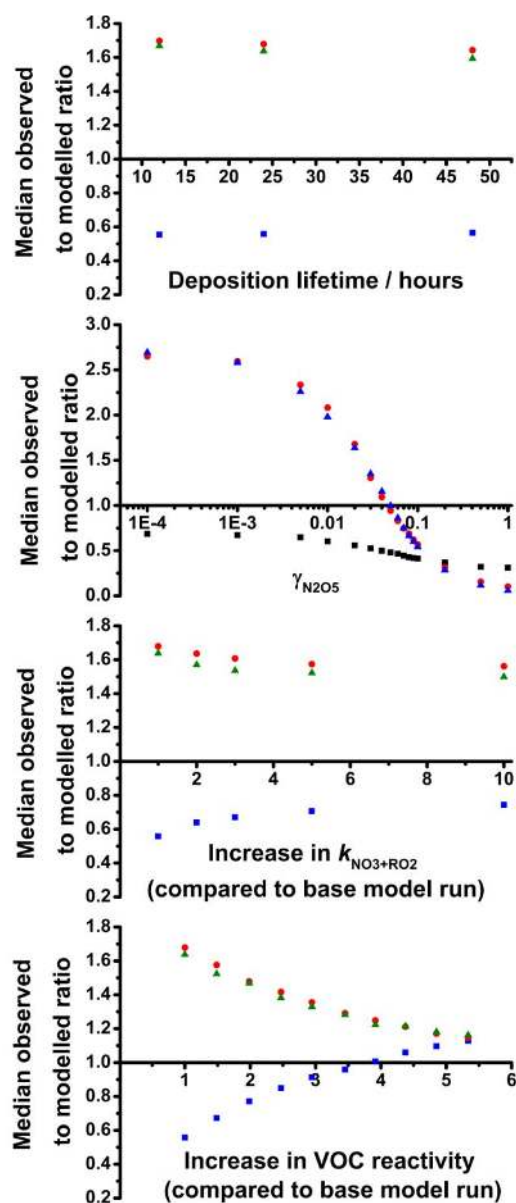 Median observed
to modelled ratio
1.8
1.6
1.4
1.2
1.0
0.8
0.6
0.4
0.2
10 15 20 25 30 35 40 45 50
Deposition lifetime / hours
Median observed
to modelled ratio
3.0
2.5
2.0
1.5
1.0
0.5
0.0
1E-4 1E-3 0.01 0.1 1
γN2O5
Median observed
to modelled ratio
1.8
1.6
1.4
1.2
1.0
0.8
0.6
0.4
0.2
2 4 6 8 10
Increase in kNO3+RO2
(compared to base model run)
Median observed
to modelled ratio
1.8
1.6
1.4
1.2
1.0
0.8
0.6
0.4
0.2
1 2 3 4 5 6
Increase in VOC reactivity
(compared to base model run)